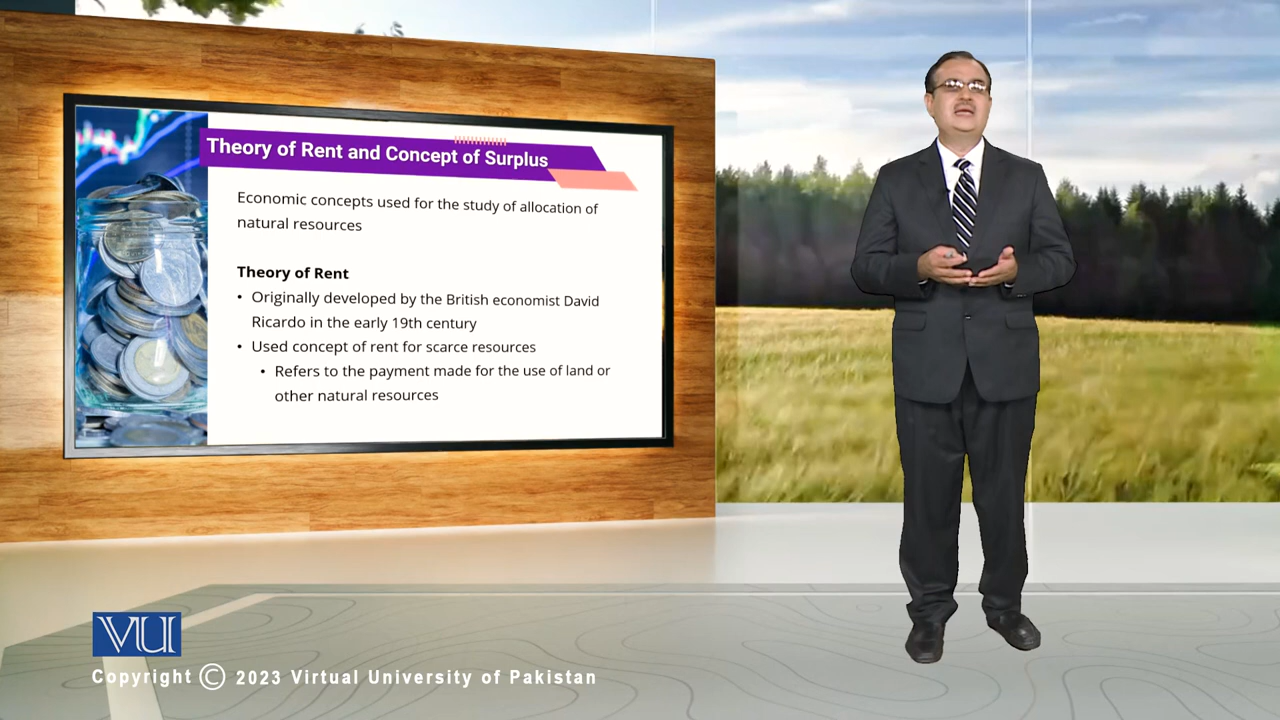 Theory of Rent and Concept of Surplus
Economic concepts used for the study of allocation of
natural resources
Theory of Rent
• Originally developed by the British economist David
Ricardo in the early 19th century
• Used concept of rent for scarce resources
• Refers to the payment made for the use of land or
other natural resources
VU
Copyright © 2023 Virtual University of Pakistan